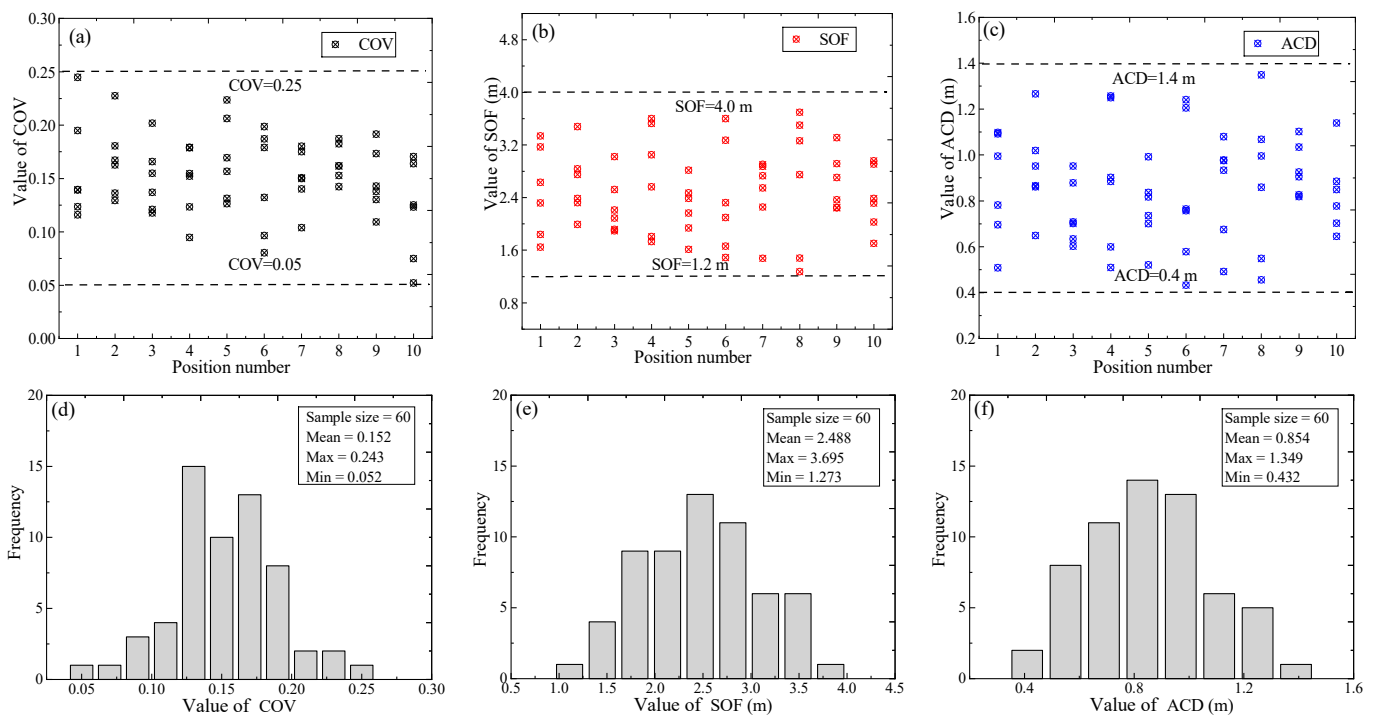 (a)
COV
COV=0.25
COV=0.05
Value of COV
0.30
0.25
0.20
0.15
0.10
0.05
0.00
1 2 3 4 5 6 7 8 9 10
Position number
(b)
SOF
SOF=4.0 m
SOF=1.2 m
Value of SOF (m)
4.8
4.0
3.2
2.4
1.6
0.8
1 2 3 4 5 6 7 8 9 10
Position number
(c)
ACD
ACD=1.4 m
ACD=0.4 m
Value of ACD (m)
1.6
1.4
1.2
1.0
0.8
0.6
0.4
0.2
1 2 3 4 5 6 7 8 9 10
Position number
(d)
Sample size = 60
Mean = 0.152
Max = 0.243
Min = 0.052
Frequency
20
15
10
5
0
0.05 0.10 0.15 0.20 0.25 0.30
Value of COV
(e)
Sample size = 60
Mean = 2.488
Max = 3.695
Min = 1.273
Frequency
20
15
10
5
0
0.5 1.0 1.5 2.0 2.5 3.0 3.5 4.0 4.5
Value of SOF (m)
(f)
Sample size = 60
Mean = 0.854
Max = 1.349
Min = 0.432
Frequency
20
15
10
5
0
0.4 0.8 1.2 1.6
Value of ACD (m)